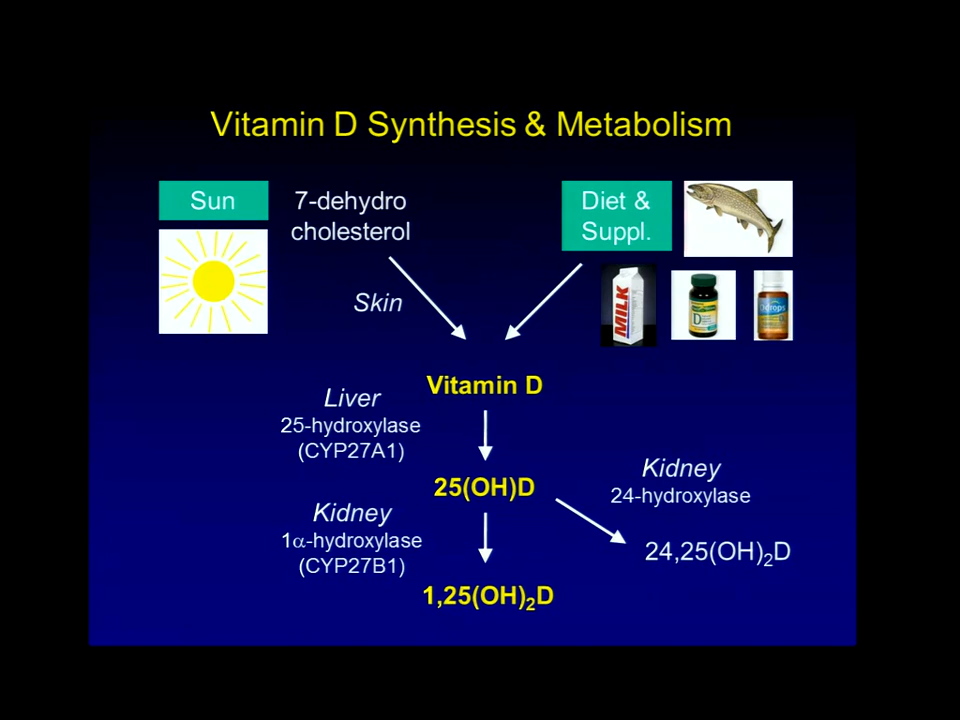 Vitamin D Synthesis & Metabolism
Sun
7-dehydro
cholesterol
Diet &
Suppl.
Skin
MILK
D
Ddrops
Vitamin D
Liver
25-hydroxylase
(CYP27A1)
25(OH)D
Kidney
24-hydroxylase
Kidney
1α-hydroxylase
(CYP27B1)
24,25(OH)₂D
1,25(OH)₂D